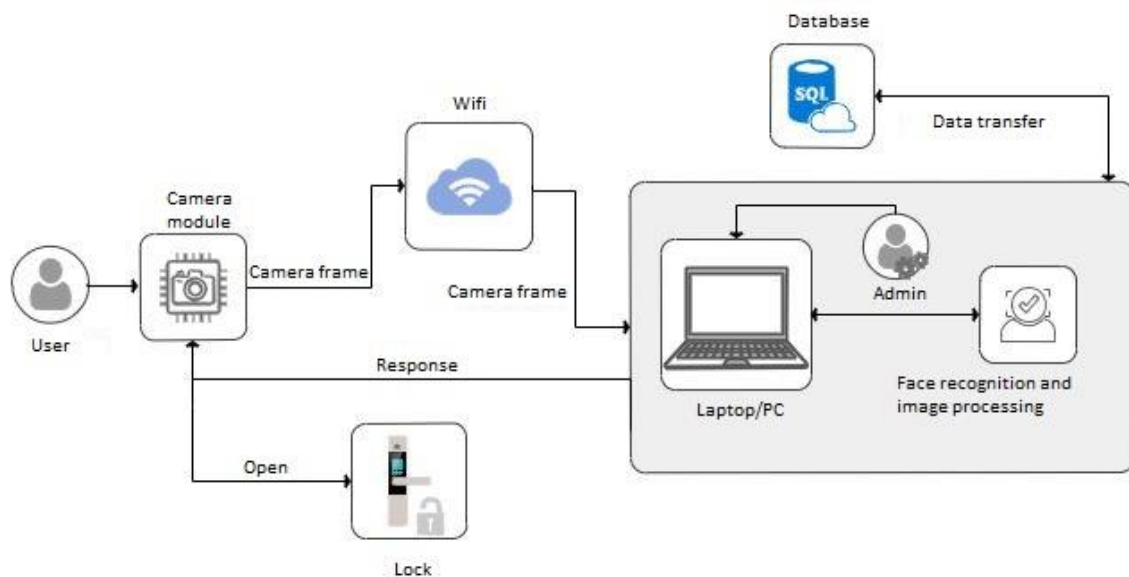 Database
SQL
Data transfer
Wifi
Camera
module
Camera frame
Camera frame
User
Admin
Laptop/PC
Face recognition and
image processing
Response
Open
Lock